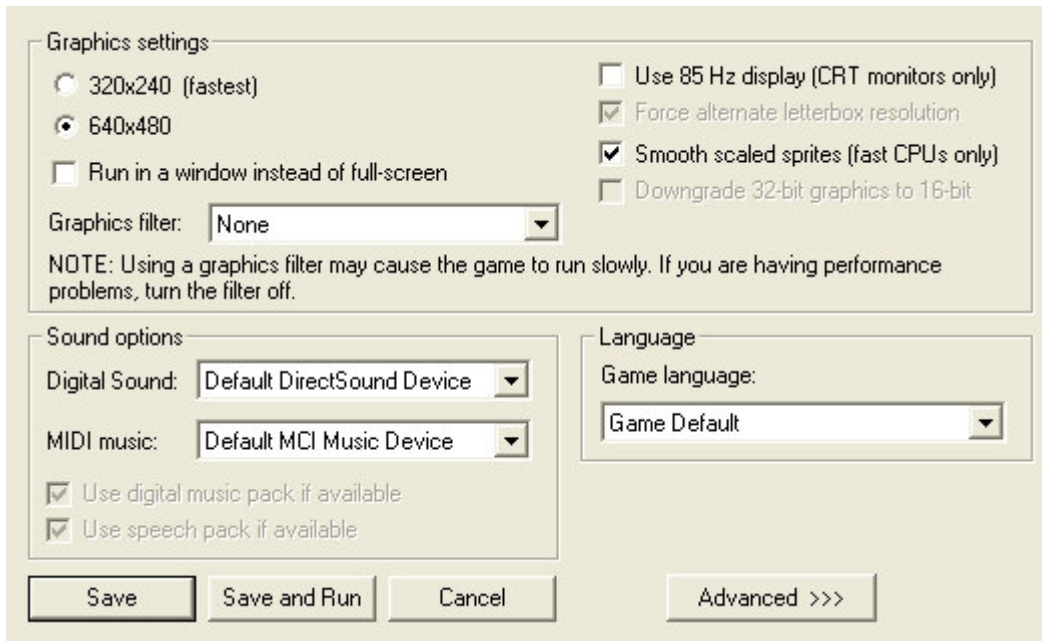 Graphics settings
320x240 (fastest)
640x480
Run in a window instead of full-screen
Use 85 Hz display (CRT monitors only)
Force alternate letterbox resolution
Smooth scaled sprites (fast CPUs only)
Downgrade 32-bit graphics to 16-bit
Graphics filter: None
NOTE: Using a graphics filter may cause the game to run slowly. If you are having performance
problems, turn the filter off.
Sound options
Digital Sound: Default DirectSound Device
MIDI music: Default MCI Music Device
Use digital music pack if available
Use speech pack if available
Language
Game language:
Game Default
Save Save and Run Cancel Advanced >>>